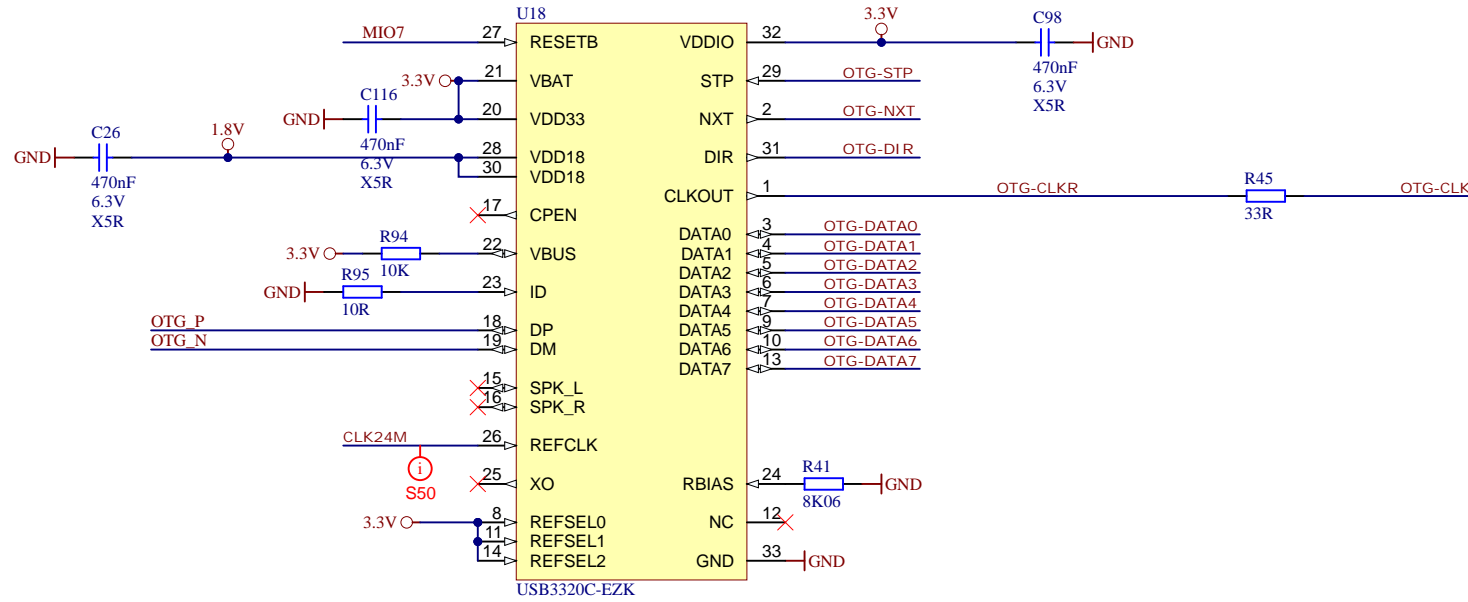 U18
USB3320C-EZK
MIO7 27 RESETB
3.3V 21 VBAT
20 VDD33
GND C116 470nF 6.3V X5R
GND C26 470nF 6.3V X5R
1.8V 28 VDD18
30 VDD18
17 CPEN
3.3V R94 10K 22 VBUS
GND R95 10R 23 ID
OTG_P 18 DP
OTG_N 19 DM
15 SPK_L
16 SPK_R
CLK24M 26 REFCLK
i
S50
25 XO
3.3V 8 REFSEL0
11 REFSEL1
14 REFSEL2
VDDIO 32 3.3V C98 470nF 6.3V X5R GND
STP 29 OTG-STP
NXT 2 OTG-NXT
DIR 31 OTG-DIR
CLKOUT 1 OTG-CLKR R45 33R OTG-CLK
DATA0 3 OTG-DATA0
DATA1 4 OTG-DATA1
DATA2 5 OTG-DATA2
DATA3 6 OTG-DATA3
DATA4 7 OTG-DATA4
DATA5 9 OTG-DATA5
DATA6 10 OTG-DATA6
DATA7 13 OTG-DATA7
RBIAS 24 R41 8K06 GND
NC 12
GND 33 GND